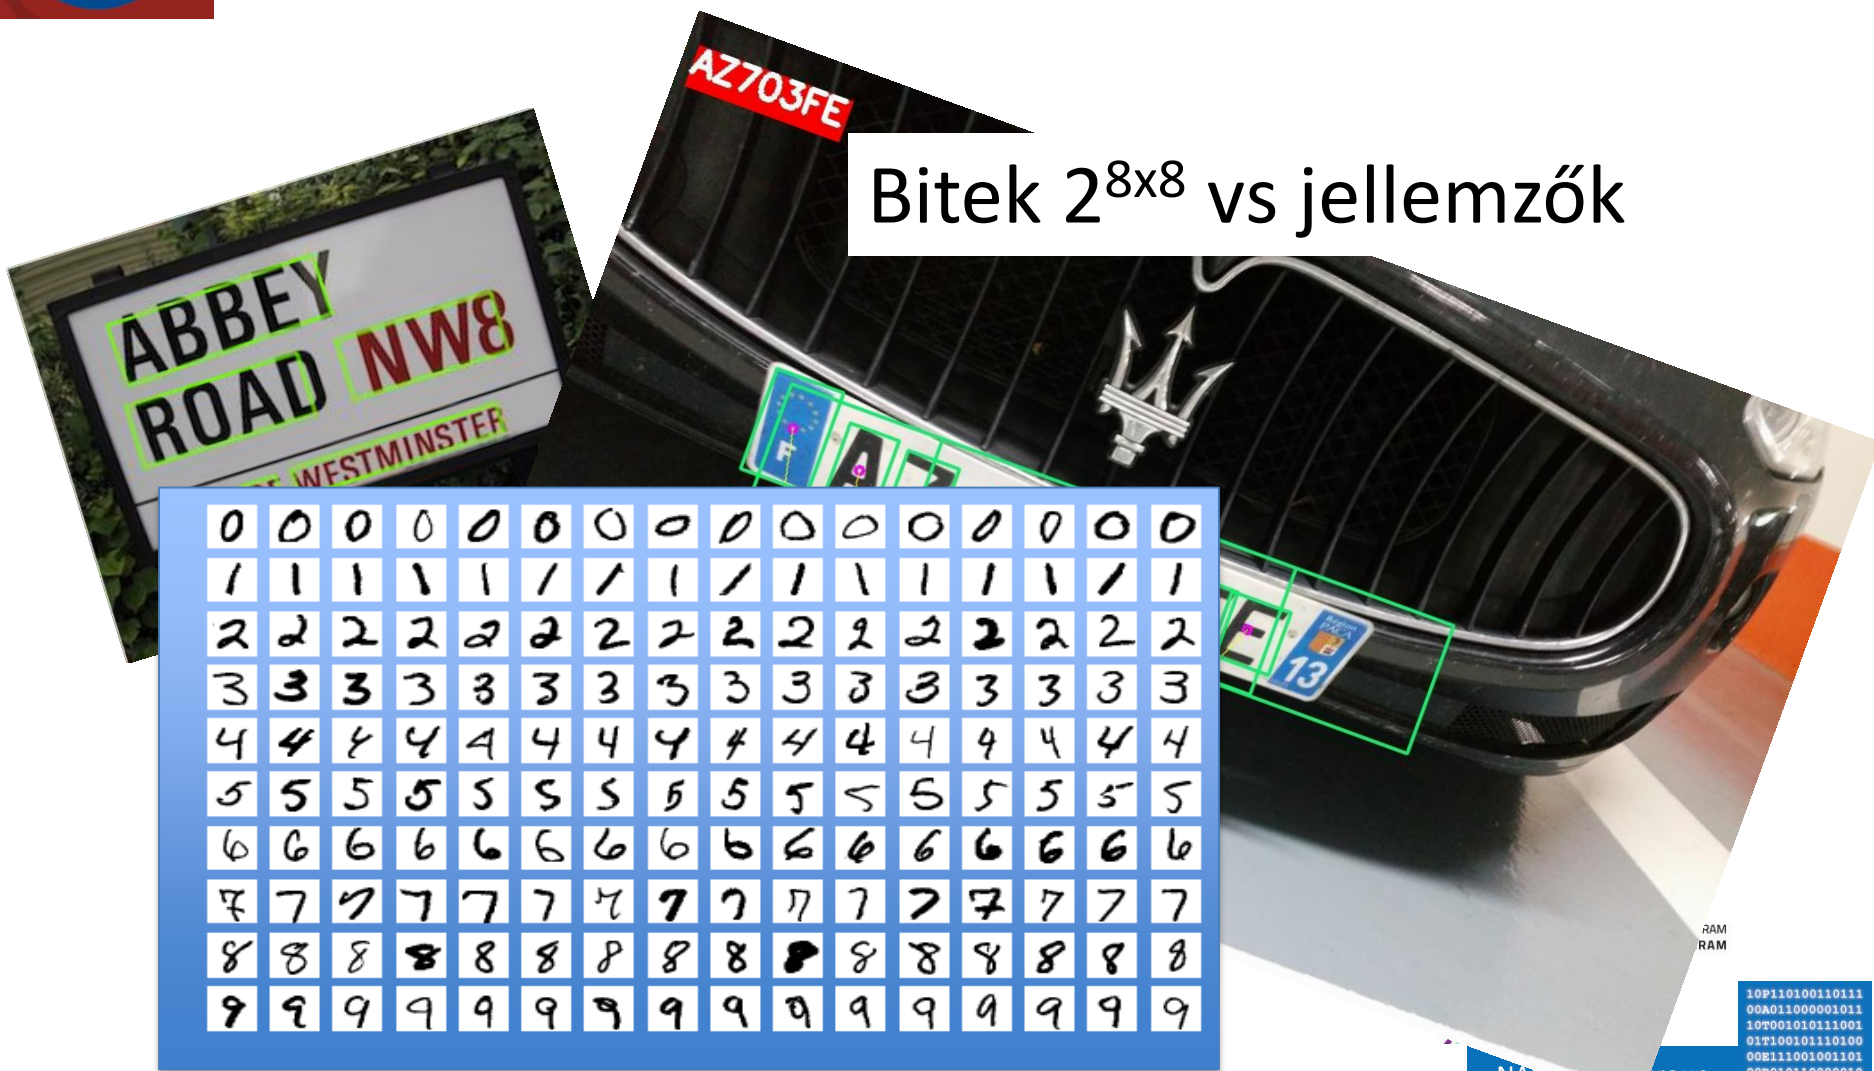 AZ703FE
Bitek 2^8x8 vs jellemzők
ABBEY
ROAD NW8
WESTMINSTER
F
A
E
Région
PACA
13
0 0 0 0 0 0 0 0 0 0 0 0 0 0 0 0
1 1 1 1 1 1 1 1 1 1 1 1 1 1 1 1
2 2 2 2 2 2 2 2 2 2 2 2 2 2 2 2
3 3 3 3 3 3 3 3 3 3 3 3 3 3 3 3
4 4 4 4 4 4 4 4 4 4 4 4 4 4 4 4
5 5 5 5 5 5 5 5 5 5 5 5 5 5 5 5
6 6 6 6 6 6 6 6 6 6 6 6 6 6 6 6
7 7 7 7 7 7 7 7 7 7 7 7 7 7 7 7
8 8 8 8 8 8 8 8 8 8 8 8 8 8 8 8
9 9 9 9 9 9 9 9 9 9 9 9 9 9 9 9
RAM
RAM
10P110100110111
00A011000001011
10T001010111001
01T100101110100
00E111001001101